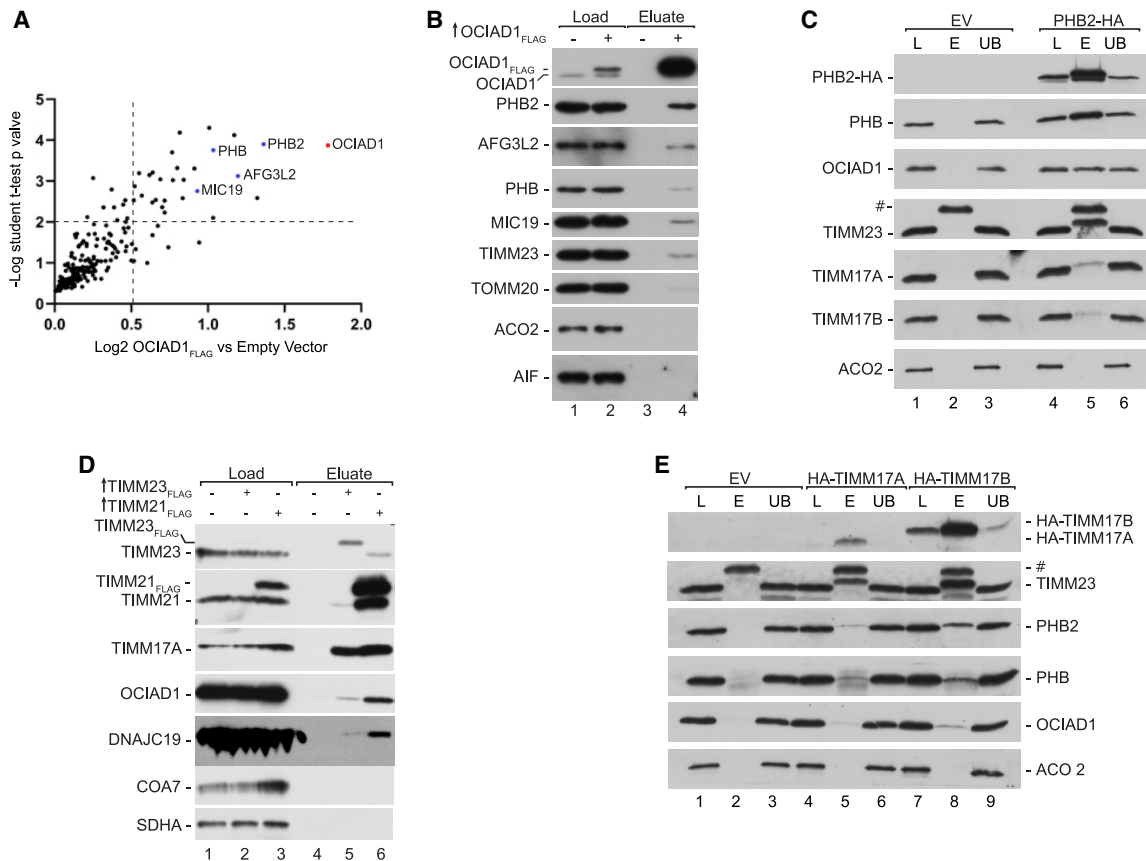 A
-Log student t-test p valve
5
4
3
2
1
0
0.0 0.5 1.0 1.5 2.0
PHB PHB2 OCIAD1
AFG3L2
MIC19
Log2 OCIAD1FLAG vs Empty Vector
B
Load Eluate
↑OCIAD1FLAG - + - +
OCIAD1FLAG -
OCIAD1
PHB2 -
AFG3L2 -
PHB -
MIC19 -
TIMM23 -
TOMM20 -
ACO2 -
AIF -
1 2 3 4
C
EV PHB2-HA
L E UB L E UB
PHB2-HA -
PHB -
OCIAD1 -
# -
TIMM23 -
TIMM17A -
TIMM17B -
ACO2 -
1 2 3 4 5 6
D
Load Eluate
↑TIMM23FLAG - + - - + -
↑TIMM21FLAG - - + - - +
TIMM23FLAG
TIMM23 -
TIMM21FLAG -
TIMM21 -
TIMM17A -
OCIAD1 -
DNAJC19 -
COA7 -
SDHA -
1 2 3 4 5 6
E
EV HA-TIMM17A HA-TIMM17B
L E UB L E UB L E UB
- HA-TIMM17B
- HA-TIMM17A
- #
- TIMM23
- PHB2
- PHB
- OCIAD1
- ACO 2
1 2 3 4 5 6 7 8 9